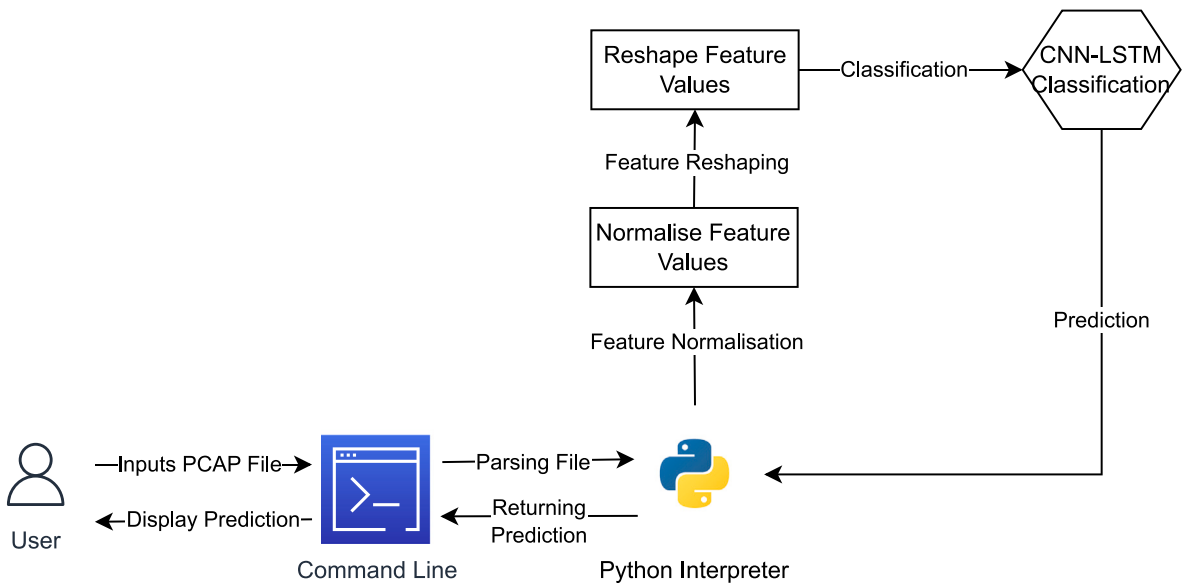 Reshape Feature
Values
Classification
CNN-LSTM
Classification
Feature Reshaping
Normalise Feature
Values
Prediction
Feature Normalisation
Inputs PCAP File
Parsing File
Display Prediction
Returning
Prediction
User
Command Line
Python Interpreter